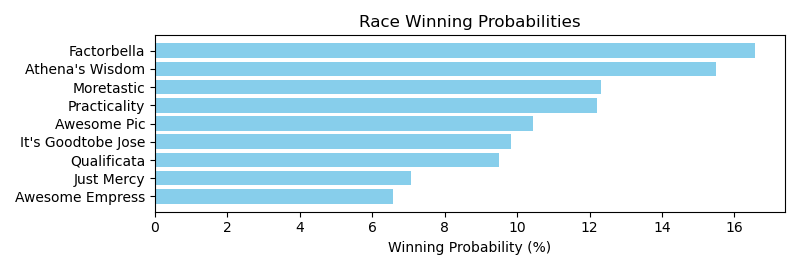 Race Winning Probabilities
Factorbella
Athena's Wisdom
Moretastic
Practicality
Awesome Pic
It's Goodtobe Jose
Qualificata
Just Mercy
Awesome Empress
0 2 4 6 8 10 12 14 16
Winning Probability (%)